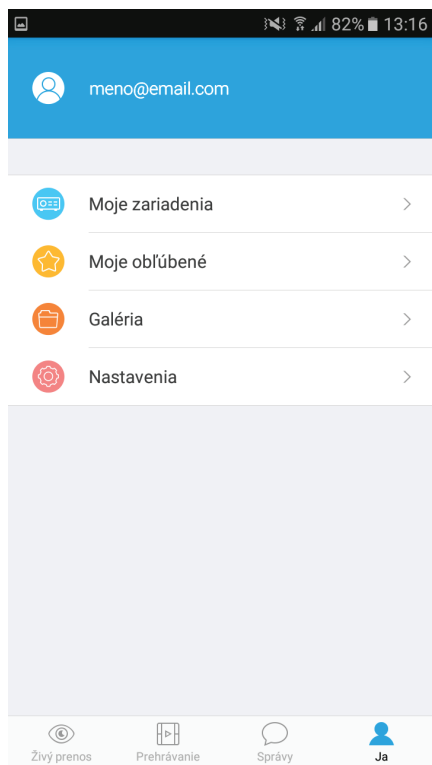 82% 13:16
meno@email.com
Moje zariadenia
Moje obľúbené
Galéria
Nastavenia
Živý prenos
Prehrávanie
Správy
Ja